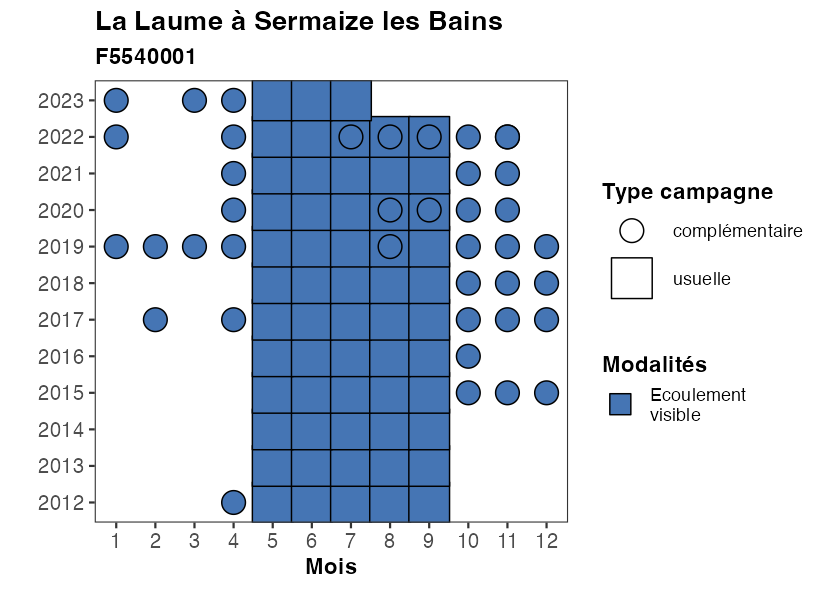 La Laume à Sermaize les Bains
F5540001
2023
2022
2021
2020
2019
2018
2017
2016
2015
2014
2013
2012
1 2 3 4 5 6 7 8 9 10 11 12
Mois
Type campagne
complémentaire
usuelle
Modalités
Ecoulement
visible